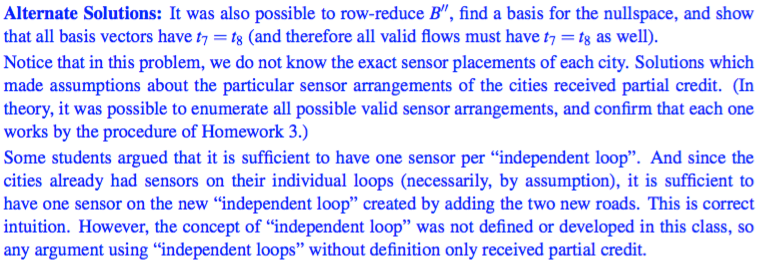 Alternate Solutions: It was also possible to row-reduce B″, find a basis for the nullspace, and show
that all basis vectors have t₇ = t₈ (and therefore all valid flows must have t₇ = t₈ as well).
Notice that in this problem, we do not know the exact sensor placements of each city. Solutions which
made assumptions about the particular sensor arrangements of the cities received partial credit. (In
theory, it was possible to enumerate all possible valid sensor arrangements, and confirm that each one
works by the procedure of Homework 3.)
Some students argued that it is sufficient to have one sensor per “independent loop”. And since the
cities already had sensors on their individual loops (necessarily, by assumption), it is sufficient to
have one sensor on the new “independent loop” created by adding the two new roads. This is correct
intuition. However, the concept of “independent loop” was not defined or developed in this class, so
any argument using “independent loops” without definition only received partial credit.